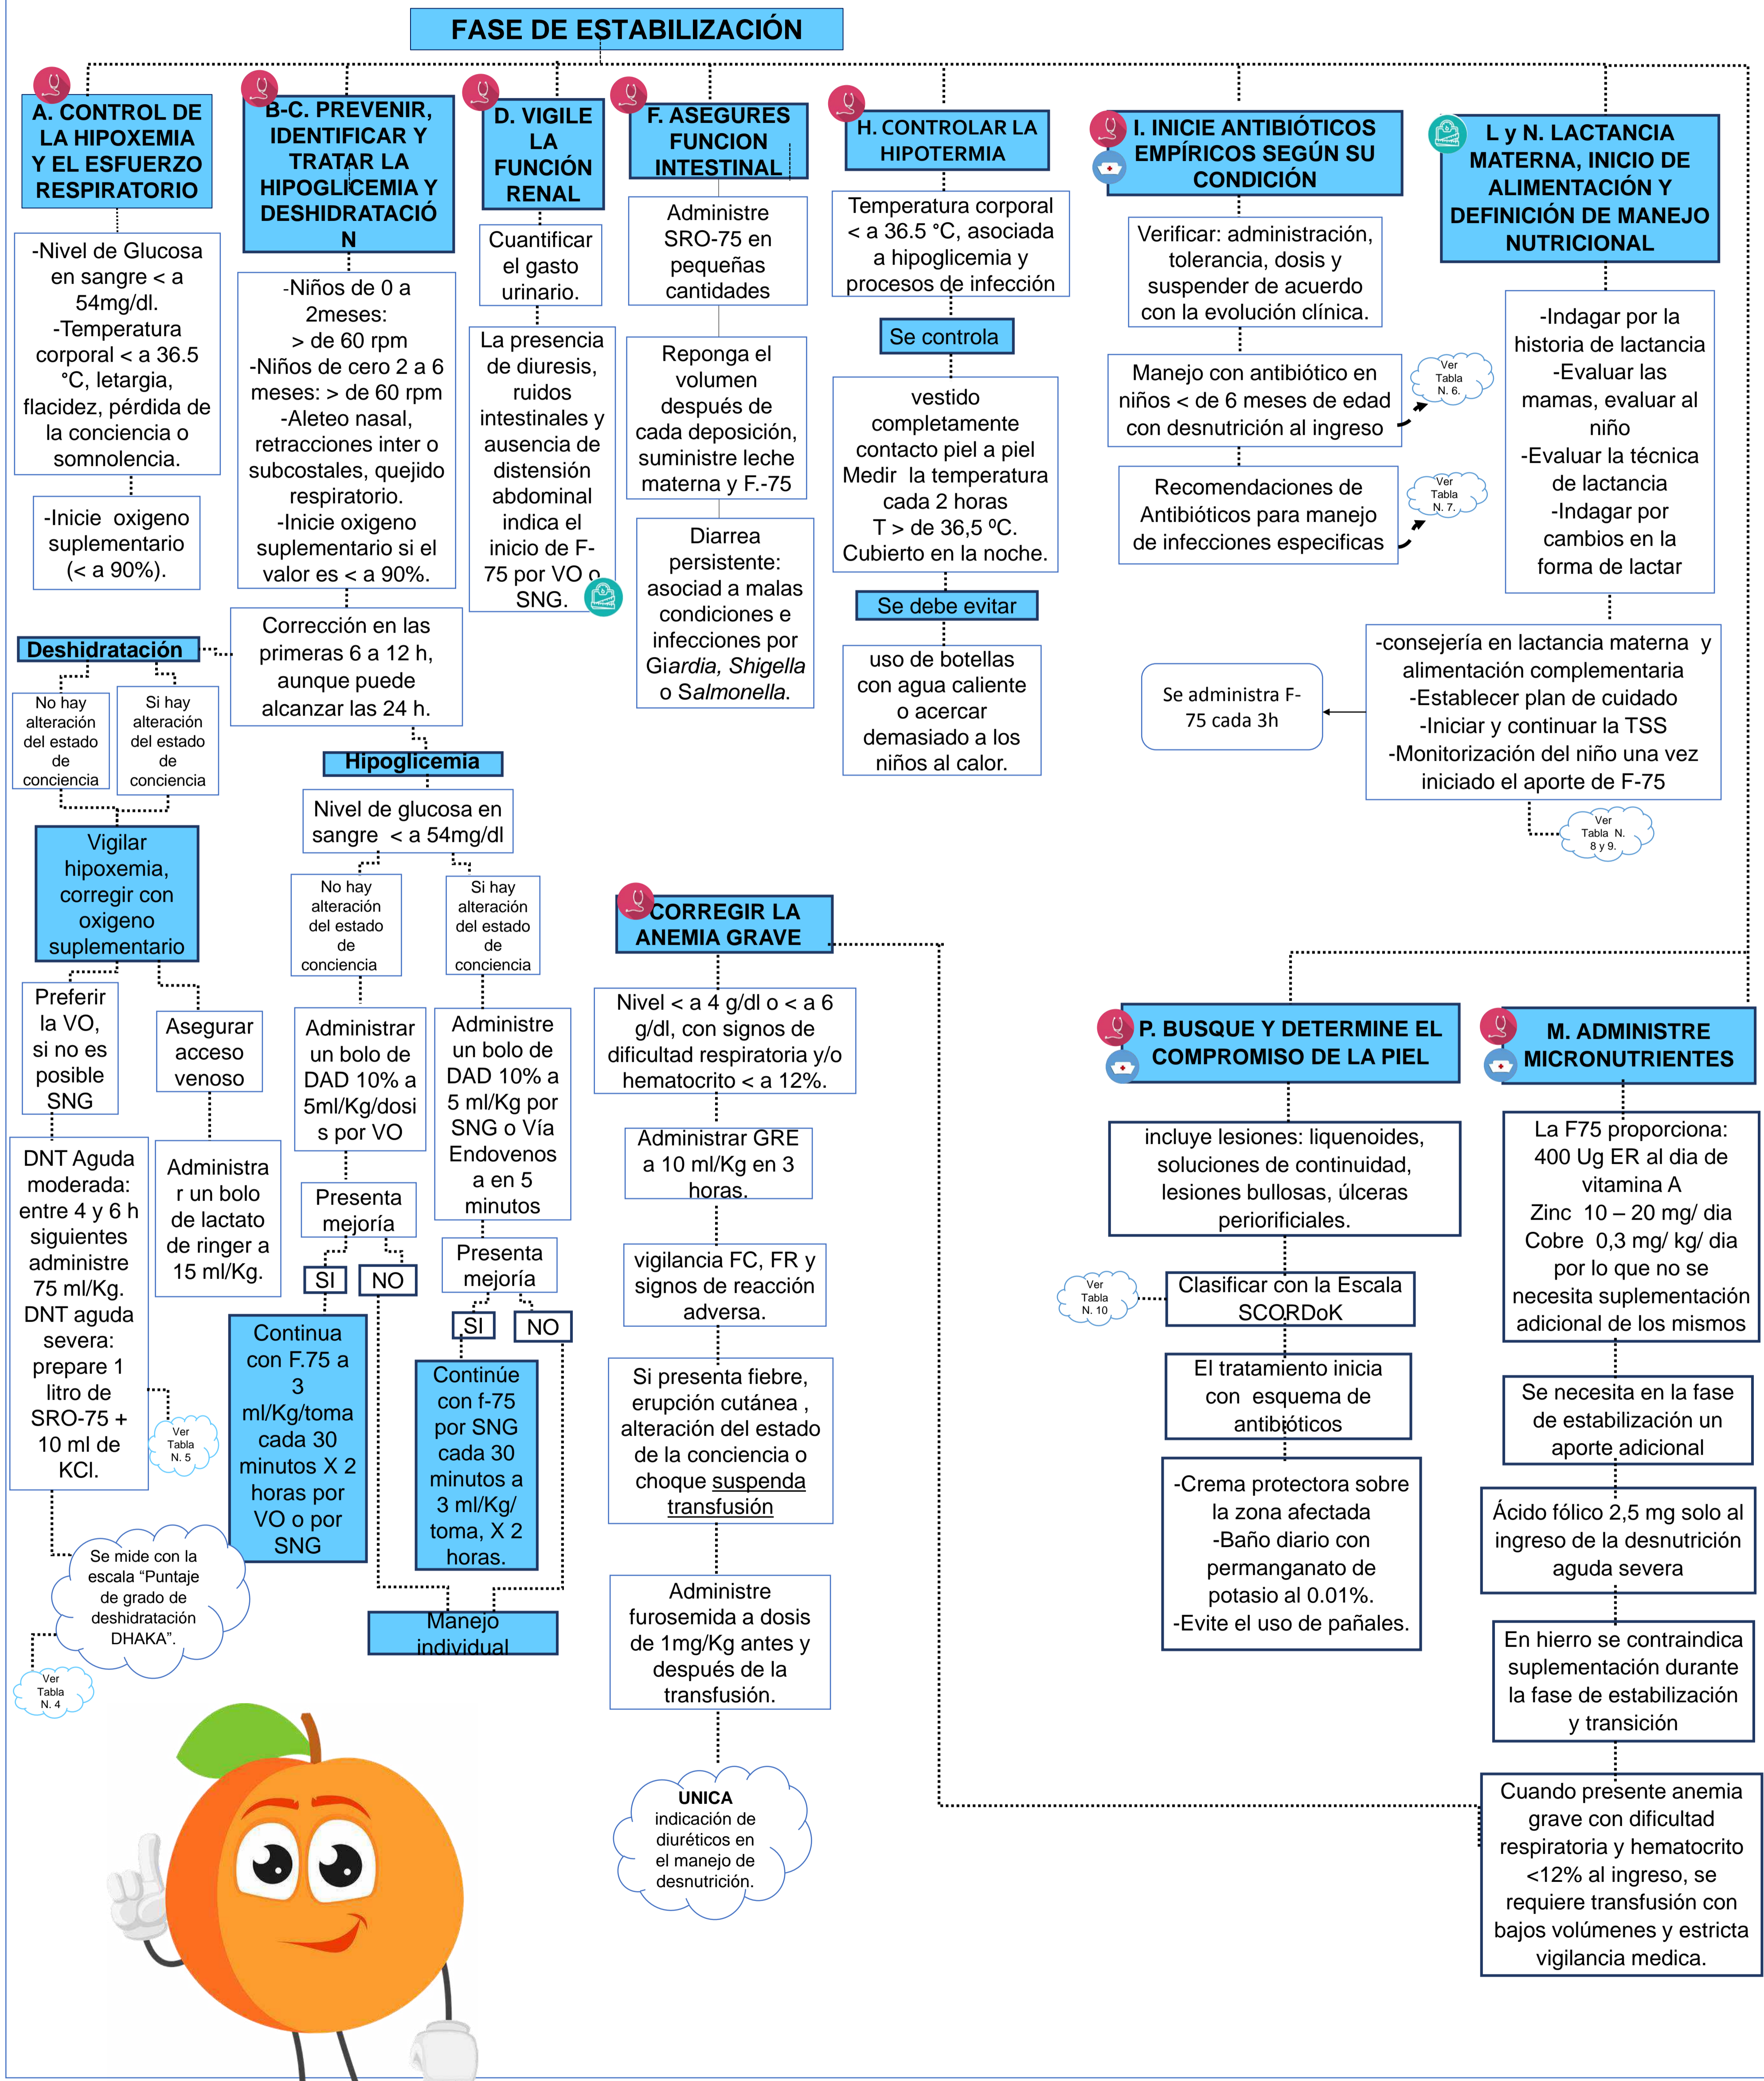 FASE DE ESTABILIZACIÓN
A. CONTROL DE
LA HIPOXEMIA
Y EL ESFUERZO
RESPIRATORIO
-Nivel de Glucosa
en sangre < a
54mg/dl.
-Temperatura
corporal < a 36.5
°C, letargia,
flacidez, pérdida de
la conciencia o
somnolencia.
-Inicie oxigeno
suplementario
(< a 90%).
B-C. PREVENIR,
IDENTIFICAR Y
TRATAR LA
HIPOGLICEMIA Y
DESHIDRATACIÓ
N
-Niños de 0 a
2meses:
> de 60 rpm
-Niños de cero 2 a 6
meses: > de 60 rpm
-Aleteo nasal,
retracciones inter o
subcostales, quejido
respiratorio.
-Inicie oxigeno
suplementario si el
valor es < a 90%.
Corrección en las
primeras 6 a 12 h,
aunque puede
alcanzar las 24 h.
Deshidratación
No hay
alteración
del estado
de
conciencia
Si hay
alteración
del estado
de
conciencia
Vigilar
hipoxemia,
corregir con
oxigeno
suplementario
Preferir
la VO,
si no es
posible
SNG
Asegurar
acceso
venoso
DNT Aguda
moderada:
entre 4 y 6 h
siguientes
administre
75 ml/Kg.
DNT aguda
severa:
prepare 1
litro de
SRO-75 +
10 ml de
KCl.
Administra
r un bolo
de lactato
de ringer a
15 ml/Kg.
Ver
Tabla
N. 5
Se mide con la
escala “Puntaje
de grado de
deshidratación
DHAKA”.
Ver
Tabla
N. 4
Hipoglicemia
Nivel de glucosa en
sangre < a 54mg/dl
No hay
alteración
del estado
de
conciencia
Si hay
alteración
del estado
de
conciencia
Administrar
un bolo de
DAD 10% a
5ml/Kg/dosi
s por VO
Administre
un bolo de
DAD 10% a
5 ml/Kg por
SNG o Vía
Endovenos
a en 5
minutos
Presenta
mejoría
SI
NO
Presenta
mejoría
SI
NO
Continua
con F.75 a
3
ml/Kg/toma
cada 30
minutos X 2
horas por
VO o por
SNG
Continúe
con f-75
por SNG
cada 30
minutos a
3 ml/Kg/
toma, X 2
horas.
Manejo
individual
D. VIGILE
LA
FUNCIÓN
RENAL
Cuantificar
el gasto
urinario.
La presencia
de diuresis,
ruidos
intestinales y
ausencia de
distensión
abdominal
indica el
inicio de F-
75 por VO o
SNG.
F. ASEGURES
FUNCION
INTESTINAL
Administre
SRO-75 en
pequeñas
cantidades
Reponga el
volumen
después de
cada deposición,
suministre leche
materna y F.-75
Diarrea
persistente:
asociad a malas
condiciones e
infecciones por
Giardia, Shigella
o Salmonella.
H. CONTROLAR LA
HIPOTERMIA
Temperatura corporal
< a 36.5 °C, asociada
a hipoglicemia y
procesos de infección
Se controla
vestido
completamente
contacto piel a piel
Medir la temperatura
cada 2 horas
T > de 36,5 ºC.
Cubierto en la noche.
Se debe evitar
uso de botellas
con agua caliente
o acercar
demasiado a los
niños al calor.
I. INICIE ANTIBIÓTICOS
EMPÍRICOS SEGÚN SU
CONDICIÓN
Verificar: administración,
tolerancia, dosis y
suspender de acuerdo
con la evolución clínica.
Manejo con antibiótico en
niños < de 6 meses de edad
con desnutrición al ingreso
Ver
Tabla
N. 6.
Recomendaciones de
Antibióticos para manejo
de infecciones especificas
Ver
Tabla
N. 7.
L y N. LACTANCIA
MATERNA, INICIO DE
ALIMENTACIÓN Y
DEFINICIÓN DE MANEJO
NUTRICIONAL
-Indagar por la
historia de lactancia
-Evaluar las
mamas, evaluar al
niño
-Evaluar la técnica
de lactancia
-Indagar por
cambios en la
forma de lactar
-consejería en lactancia materna y
alimentación complementaria
-Establecer plan de cuidado
-Iniciar y continuar la TSS
-Monitorización del niño una vez
iniciado el aporte de F-75
Se administra F-
75 cada 3h
Ver
Tabla N.
8 y 9.
CORREGIR LA
ANEMIA GRAVE
Nivel < a 4 g/dl o < a 6
g/dl, con signos de
dificultad respiratoria y/o
hematocrito < a 12%.
Administrar GRE
a 10 ml/Kg en 3
horas.
vigilancia FC, FR y
signos de reacción
adversa.
Si presenta fiebre,
erupción cutánea ,
alteración del estado
de la conciencia o
choque suspenda
transfusión
Administre
furosemida a dosis
de 1mg/Kg antes y
después de la
transfusión.
UNICA
indicación de
diuréticos en
el manejo de
desnutrición.
P. BUSQUE Y DETERMINE EL
COMPROMISO DE LA PIEL
incluye lesiones: liquenoides,
soluciones de continuidad,
lesiones bullosas, úlceras
periorificiales.
Clasificar con la Escala
SCORDoK
Ver
Tabla
N. 10
El tratamiento inicia
con esquema de
antibióticos
-Crema protectora sobre
la zona afectada
-Baño diario con
permanganato de
potasio al 0.01%.
-Evite el uso de pañales.
M. ADMINISTRE
MICRONUTRIENTES
La F75 proporciona:
400 Ug ER al dia de
vitamina A
Zinc 10 – 20 mg/ dia
Cobre 0,3 mg/ kg/ dia
por lo que no se
necesita suplementación
adicional de los mismos
Se necesita en la fase
de estabilización un
aporte adicional
Ácido fólico 2,5 mg solo al
ingreso de la desnutrición
aguda severa
En hierro se contraindica
suplementación durante
la fase de estabilización
y transición
Cuando presente anemia
grave con dificultad
respiratoria y hematocrito
<12% al ingreso, se
requiere transfusión con
bajos volúmenes y estricta
vigilancia medica.